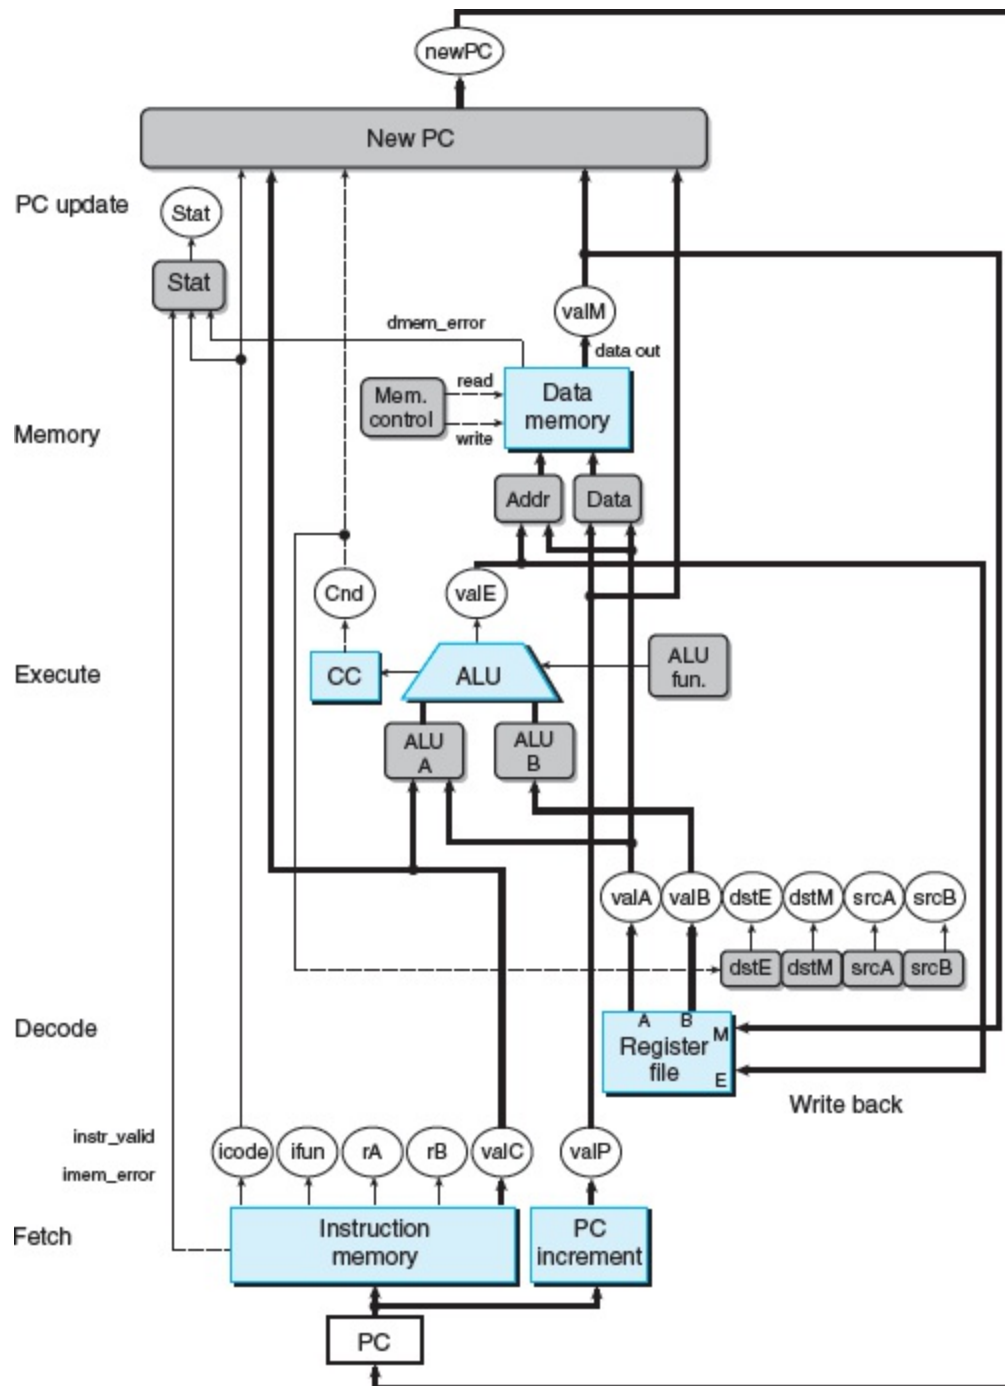 newPC
New PC
PC update
Stat
Stat
valM
dmem_error
data out
read
Mem.
control
write
Data
memory
Memory
Addr
Data
Cnd
valE
Execute
CC
ALU
ALU
fun.
ALU
A
ALU
B
valA
valB
dstE
dstM
srcA
srcB
dstE
dstM
srcA
srcB
Decode
A
B
M
Register
file
E
Write back
instr_valid
imem_error
icode
ifun
rA
rB
valC
valP
Fetch
Instruction
memory
PC
increment
PC